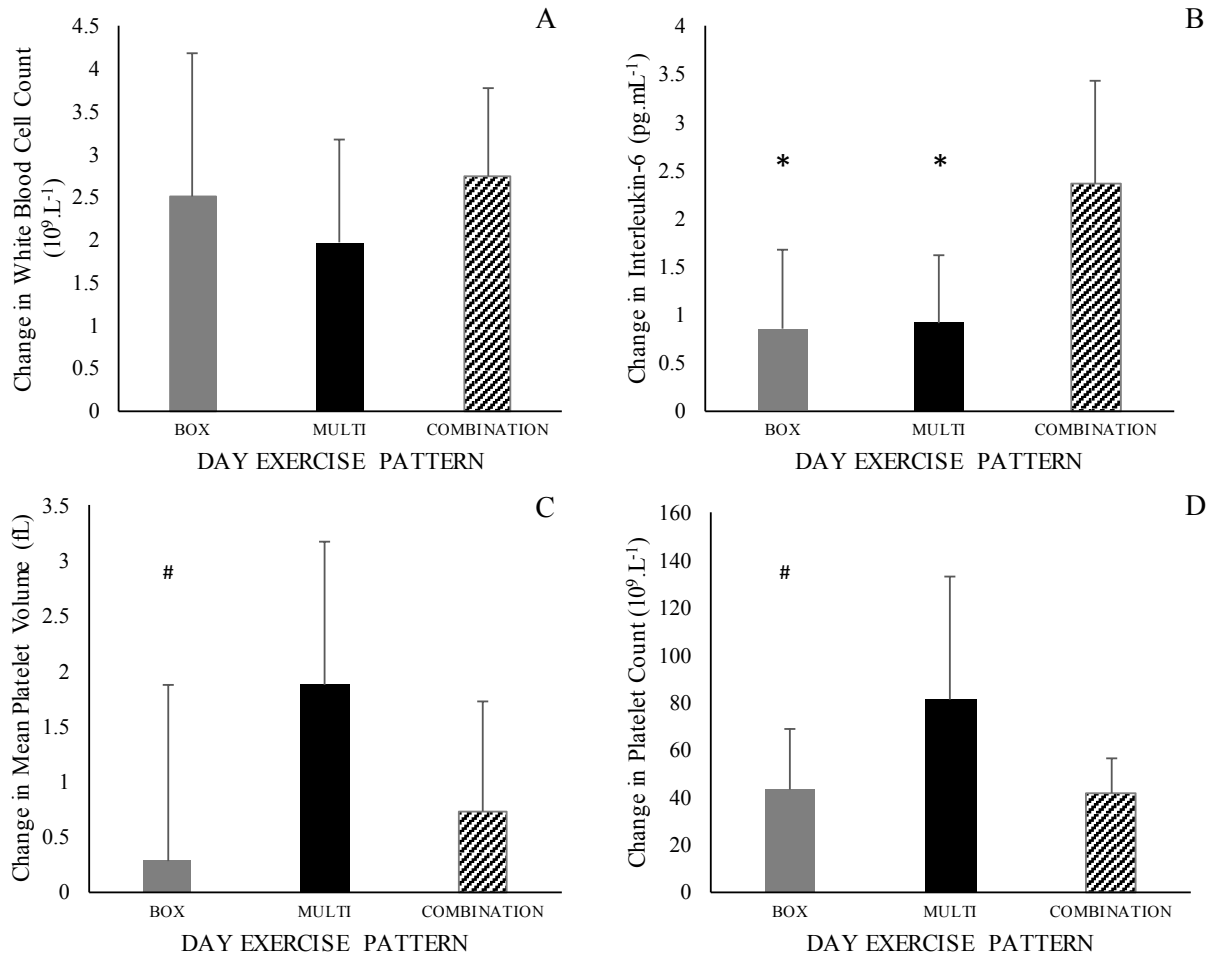 A
Change in White Blood Cell Count
(10⁹.L⁻¹)
4.5
4
3.5
3
2.5
2
1.5
1
0.5
0
BOX MULTI COMBINATION
DAY EXERCISE PATTERN
B
Change in Interleukin-6 (pg.mL⁻¹)
4
3.5
3
2.5
2
1.5
1
0.5
0
* *
BOX MULTI COMBINATION
DAY EXERCISE PATTERN
C
Change in Mean Platelet Volume (fL)
3.5
3
2.5
2
1.5
1
0.5
0
#
BOX MULTI COMBINATION
DAY EXERCISE PATTERN
D
Change in Platelet Count (10⁹.L⁻¹)
160
140
120
100
80
60
40
20
0
#
BOX MULTI COMBINATION
DAY EXERCISE PATTERN